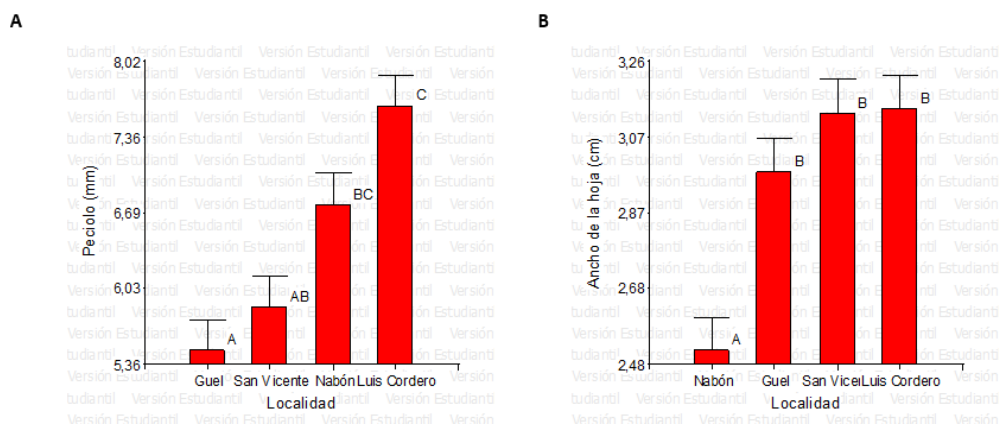 A
8,02
7,36
6,69
6,03
5,36
Peciolo (mm)
A
AB
BC
C
Guel San Vicente Nabón Luis Cordero
Localidad
B
3,26
3,07
2,87
2,68
2,48
Ancho de la hoja (cm)
A
B
B
B
Nabón Guel San Vicei Luis Cordero
Localidad
Versión Estudiantil